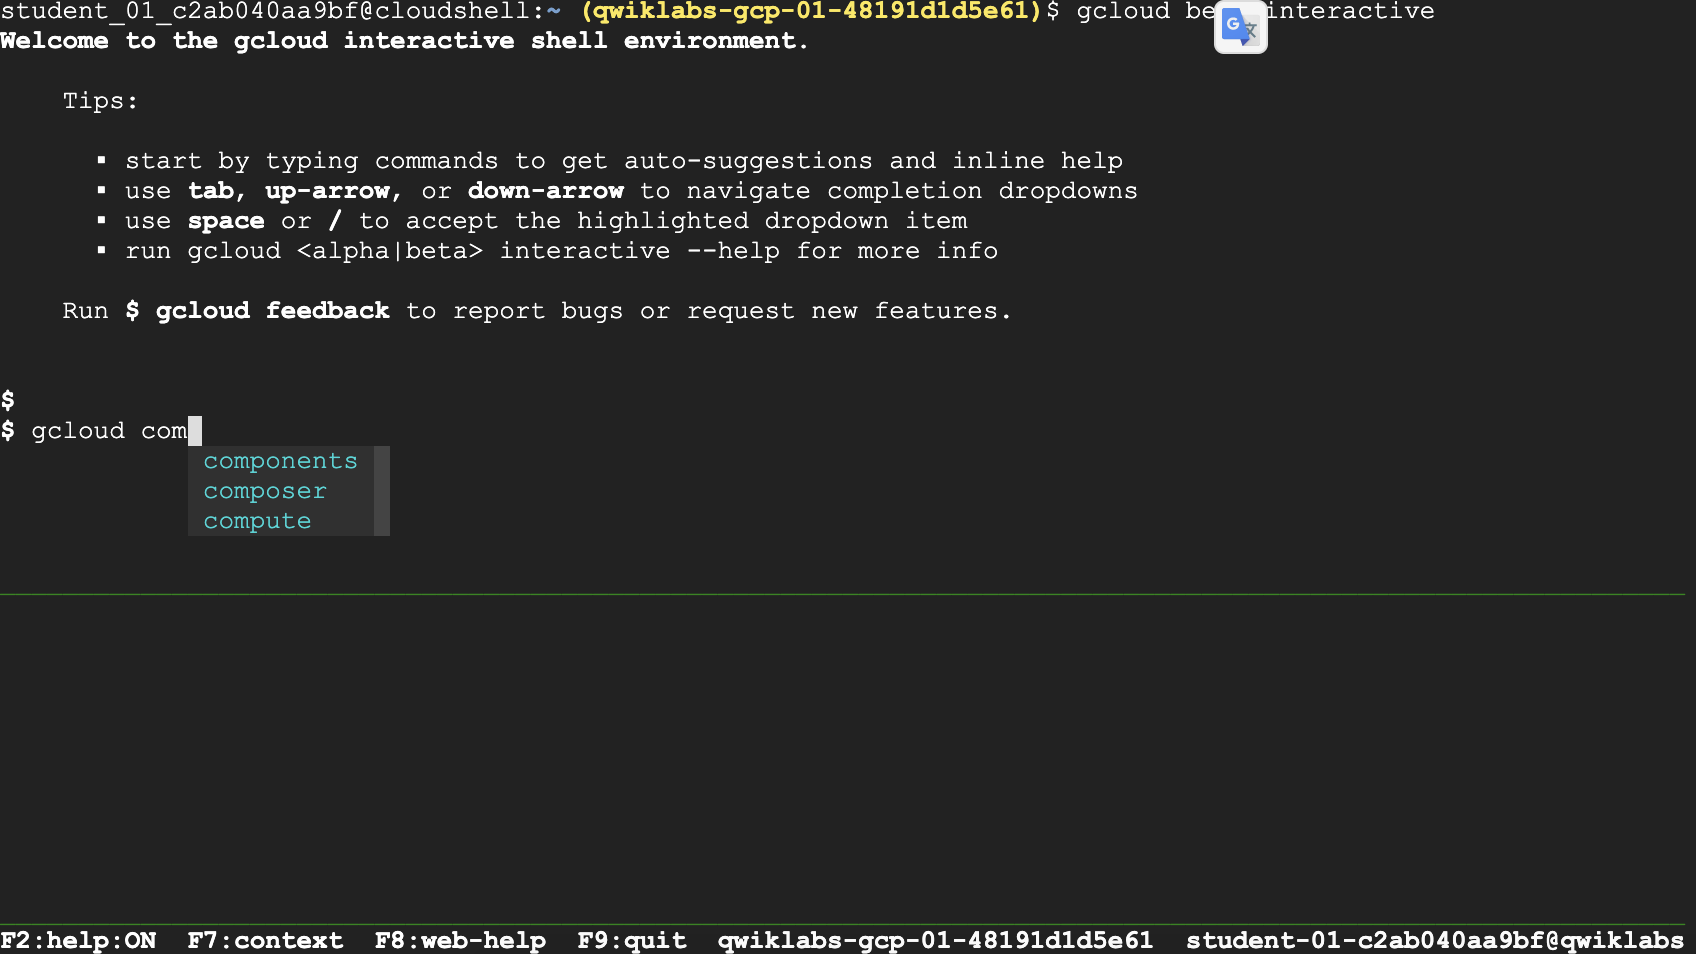 student_01_c2ab040aa9bf@cloudshell:~ (qwiklabs-gcp-01-48191d1d5e61)$ gcloud interactive
Welcome to the gcloud interactive shell environment.
Tips:
▪ start by typing commands to get auto-suggestions and inline help
▪ use tab, up-arrow, or down-arrow to navigate completion dropdowns
▪ use space or / to accept the highlighted dropdown item
▪ run gcloud <alpha|beta> interactive --help for more info
Run $ gcloud feedback to report bugs or request new features.
$
$ gcloud com
components
composer
compute
F2:help:ON F7:context F8:web-help F9:quit qwiklabs-gcp-01-48191d1d5e61 student-01-c2ab040aa9bf@qwiklabs